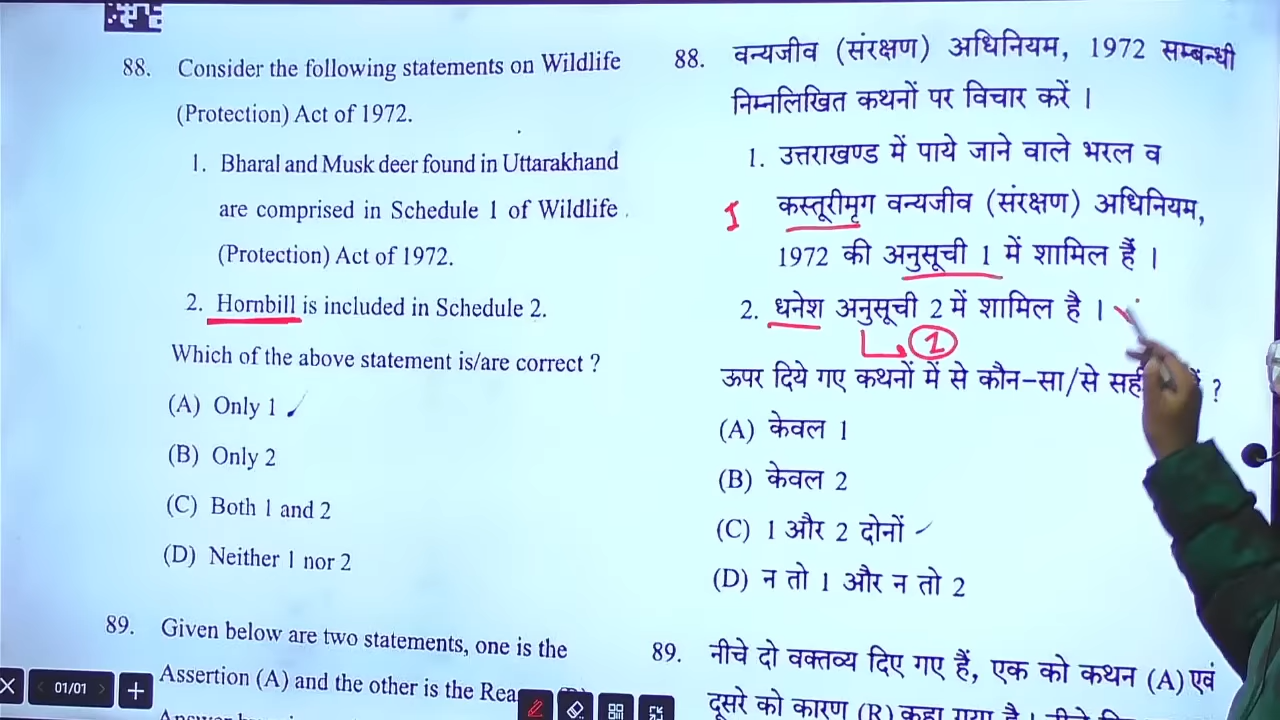 88. Consider the following statements on Wildlife
(Protection) Act of 1972.
1. Bharal and Musk deer found in Uttarakhand
are comprised in Schedule 1 of Wildlife
(Protection) Act of 1972.
2. Hornbill is included in Schedule 2.
Which of the above statement is/are correct ?
(A) Only 1
(B) Only 2
(C) Both 1 and 2
(D) Neither 1 nor 2
89. Given below are two statements, one is the
Assertion (A) and the other is the Rea
88. वन्यजीव (संरक्षण) अधिनियम, 1972 सम्बन्धी
निम्नलिखित कथनों पर विचार करें ।
1. उत्तराखण्ड में पाये जाने वाले भरल व
I कस्तूरीमृग वन्यजीव (संरक्षण) अधिनियम,
1972 की अनुसूची 1 में शामिल हैं ।
2. धनेश अनुसूची 2 में शामिल है ।
1
ऊपर दिये गए कथनों में से कौन-सा/से सही ?
(A) केवल 1
(B) केवल 2
(C) 1 और 2 दोनों
(D) न तो 1 और न तो 2
89. नीचे दो वक्तव्य दिए गए हैं, एक को कथन (A) एवं
दूसरे को कारण (R) कहा गया है ।
01/01